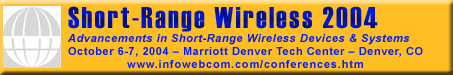 Short-Range Wireless 2004
Advancements in Short-Range Wireless Devices & Systems
October 6-7, 2004 – Marriott Denver Tech Center – Denver, CO
www.infowebcom.com/conferences.htm